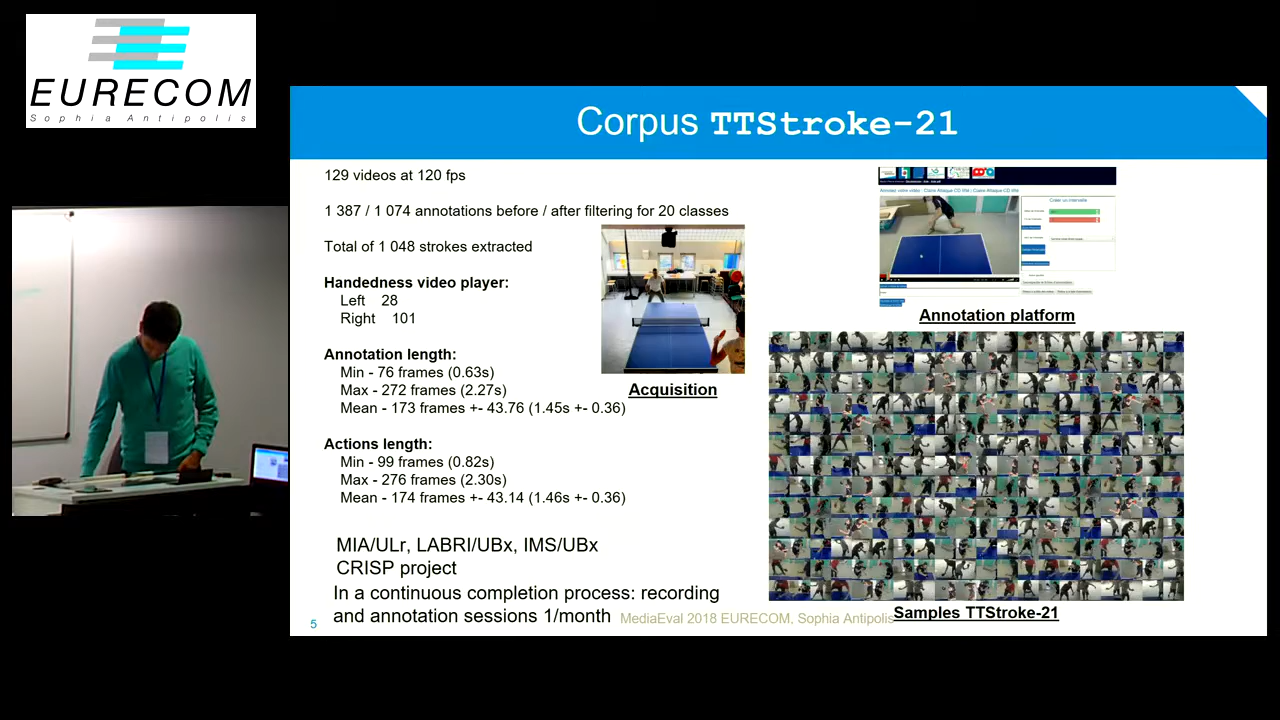 EURECOM
Sophia Antipolis
Corpus TTStroke-21
129 videos at 120 fps
1 387 / 1 074 annotations before / after filtering for 20 classes
Total of 1 048 strokes extracted
Handedness video player:
Left 28
Right 101
Annotation length:
Min - 76 frames (0.63s)
Max - 272 frames (2.27s)
Mean - 173 frames +- 43.76 (1.45s +- 0.36)
Actions length:
Min - 99 frames (0.82s)
Max - 276 frames (2.30s)
Mean - 174 frames +- 43.14 (1.46s +- 0.36)
MIA/ULr, LABRI/UBx, IMS/UBx
CRISP project
In a continuous completion process: recording
and annotation sessions 1/month
Acquisition
Annotation platform
Samples TTStroke-21
5
MediaEval 2018 EURECOM, Sophia Antipolis